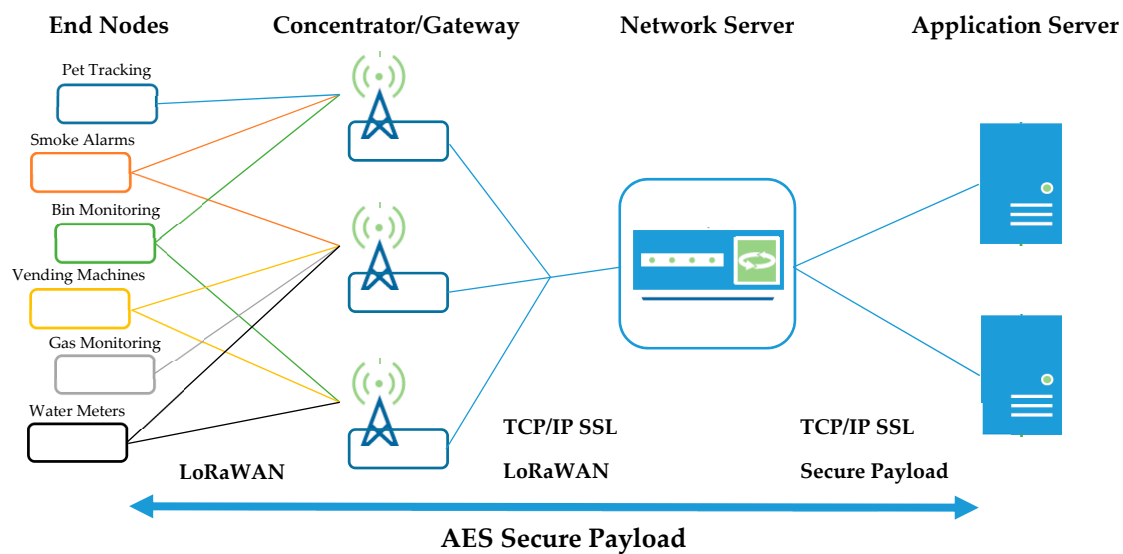 End Nodes
Concentrator/Gateway
Network Server
Application Server
Pet Tracking
Smoke Alarms
Bin Monitoring
Vending Machines
Gas Monitoring
Water Meters
LoRaWAN
TCP/IP SSL
LoRaWAN
TCP/IP SSL
Secure Payload
AES Secure Payload